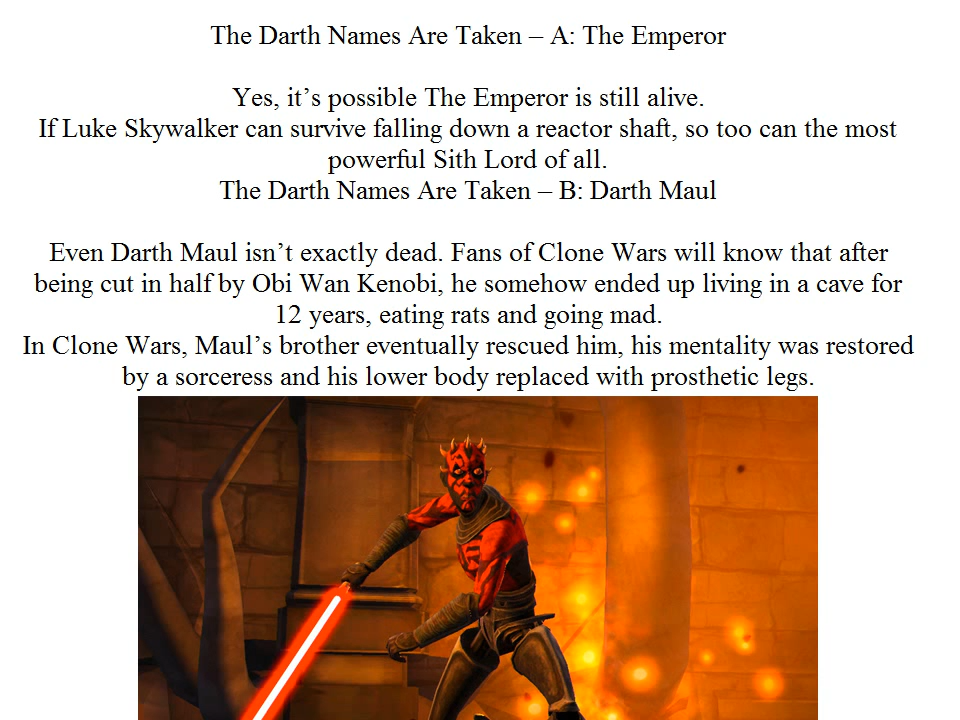 The Darth Names Are Taken – A: The Emperor
Yes, it’s possible The Emperor is still alive.
If Luke Skywalker can survive falling down a reactor shaft, so too can the most
powerful Sith Lord of all.
The Darth Names Are Taken – B: Darth Maul
Even Darth Maul isn’t exactly dead. Fans of Clone Wars will know that after
being cut in half by Obi Wan Kenobi, he somehow ended up living in a cave for
12 years, eating rats and going mad.
In Clone Wars, Maul’s brother eventually rescued him, his mentality was restored
by a sorceress and his lower body replaced with prosthetic legs.